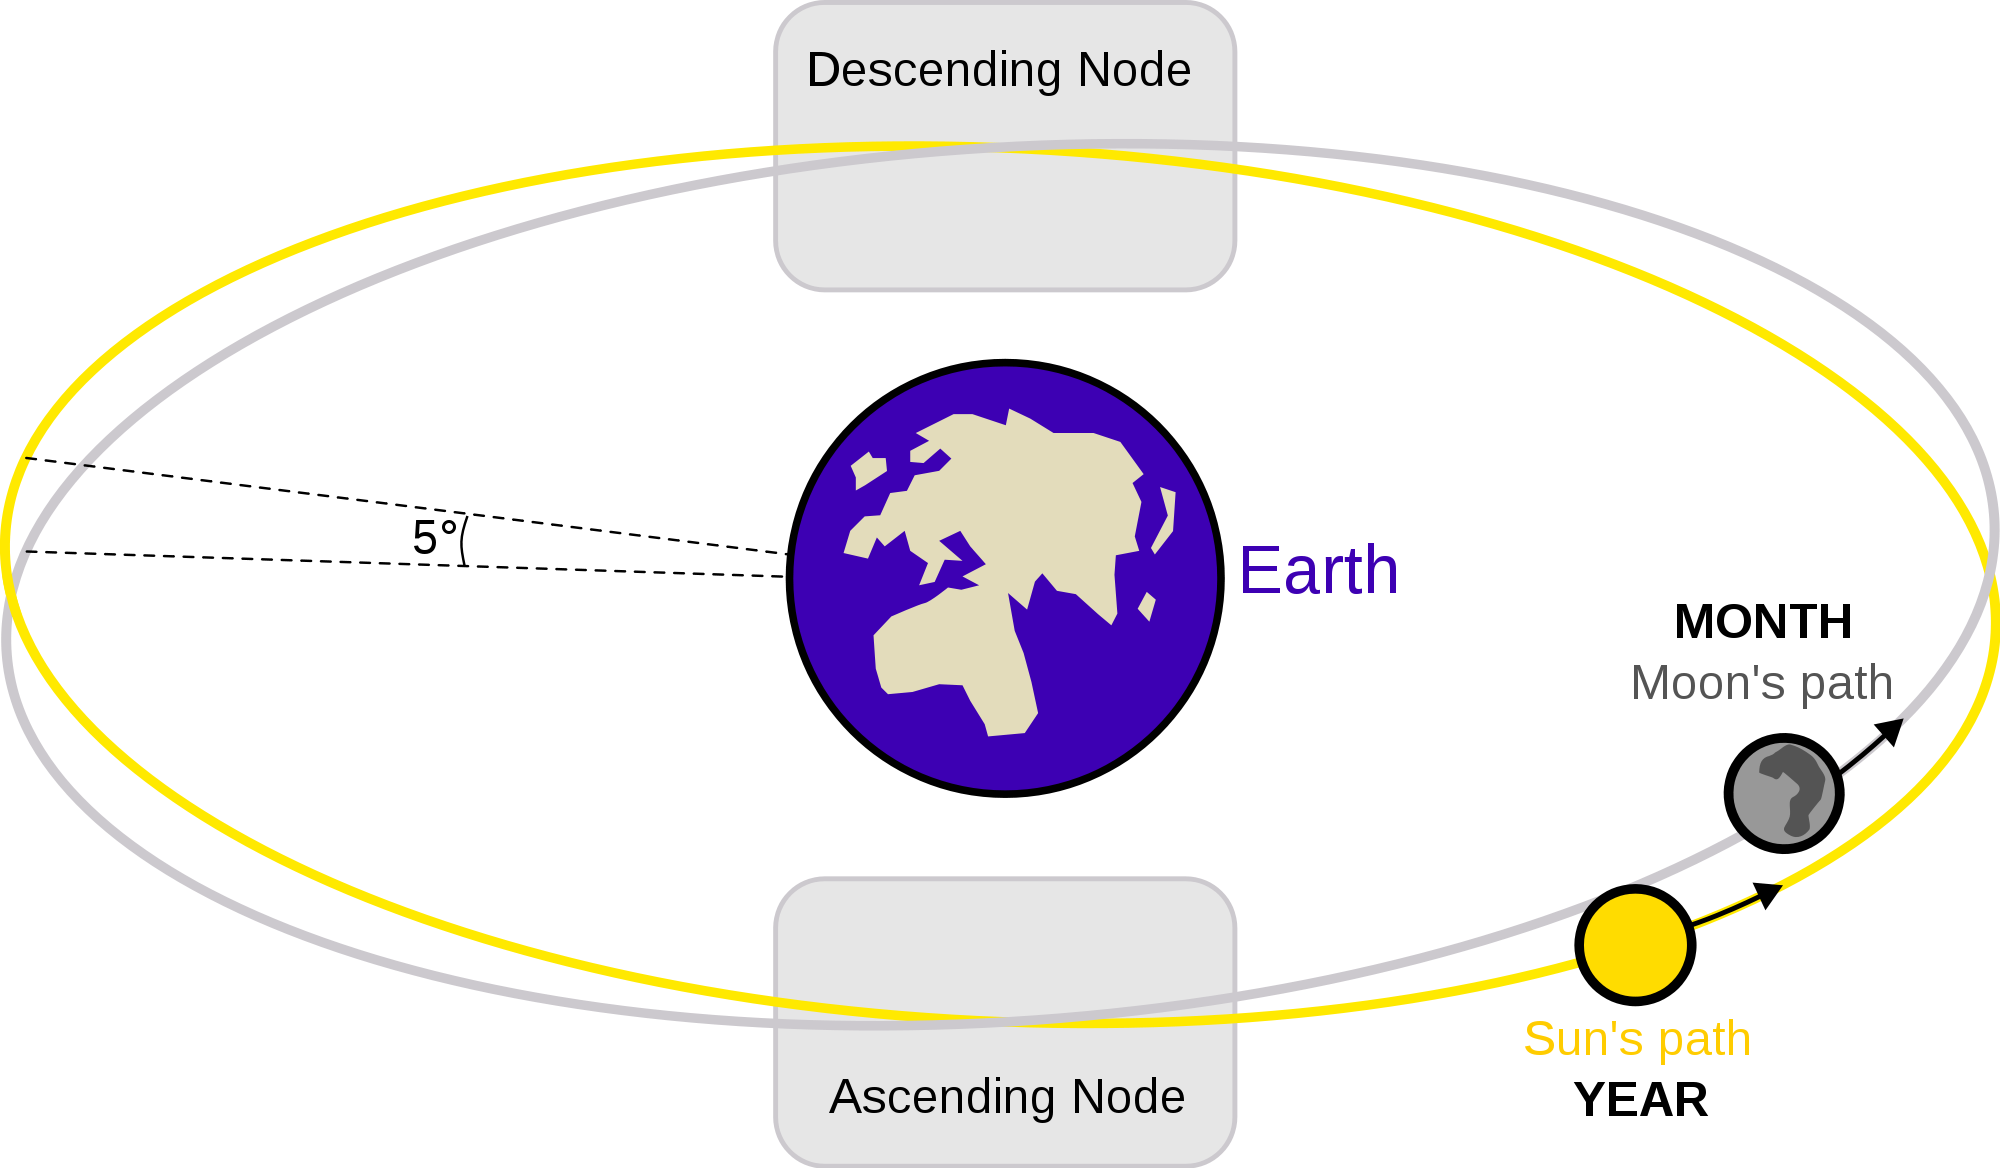 Descending Node
5°
Earth
MONTH
Moon's path
Sun's path
YEAR
Ascending Node